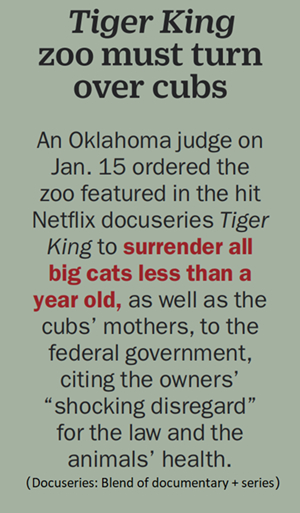 Tiger King
zoo must turn
over cubs
An Oklahoma judge on
Jan. 15 ordered the
zoo featured in the hit
Netflix docuseries Tiger
King to surrender all
big cats less than a
year old, as well as the
cubs’ mothers, to the
federal government,
citing the owners’
“shocking disregard”
for the law and the
animals’ health.
(Docuseries: Blend of documentary + series)